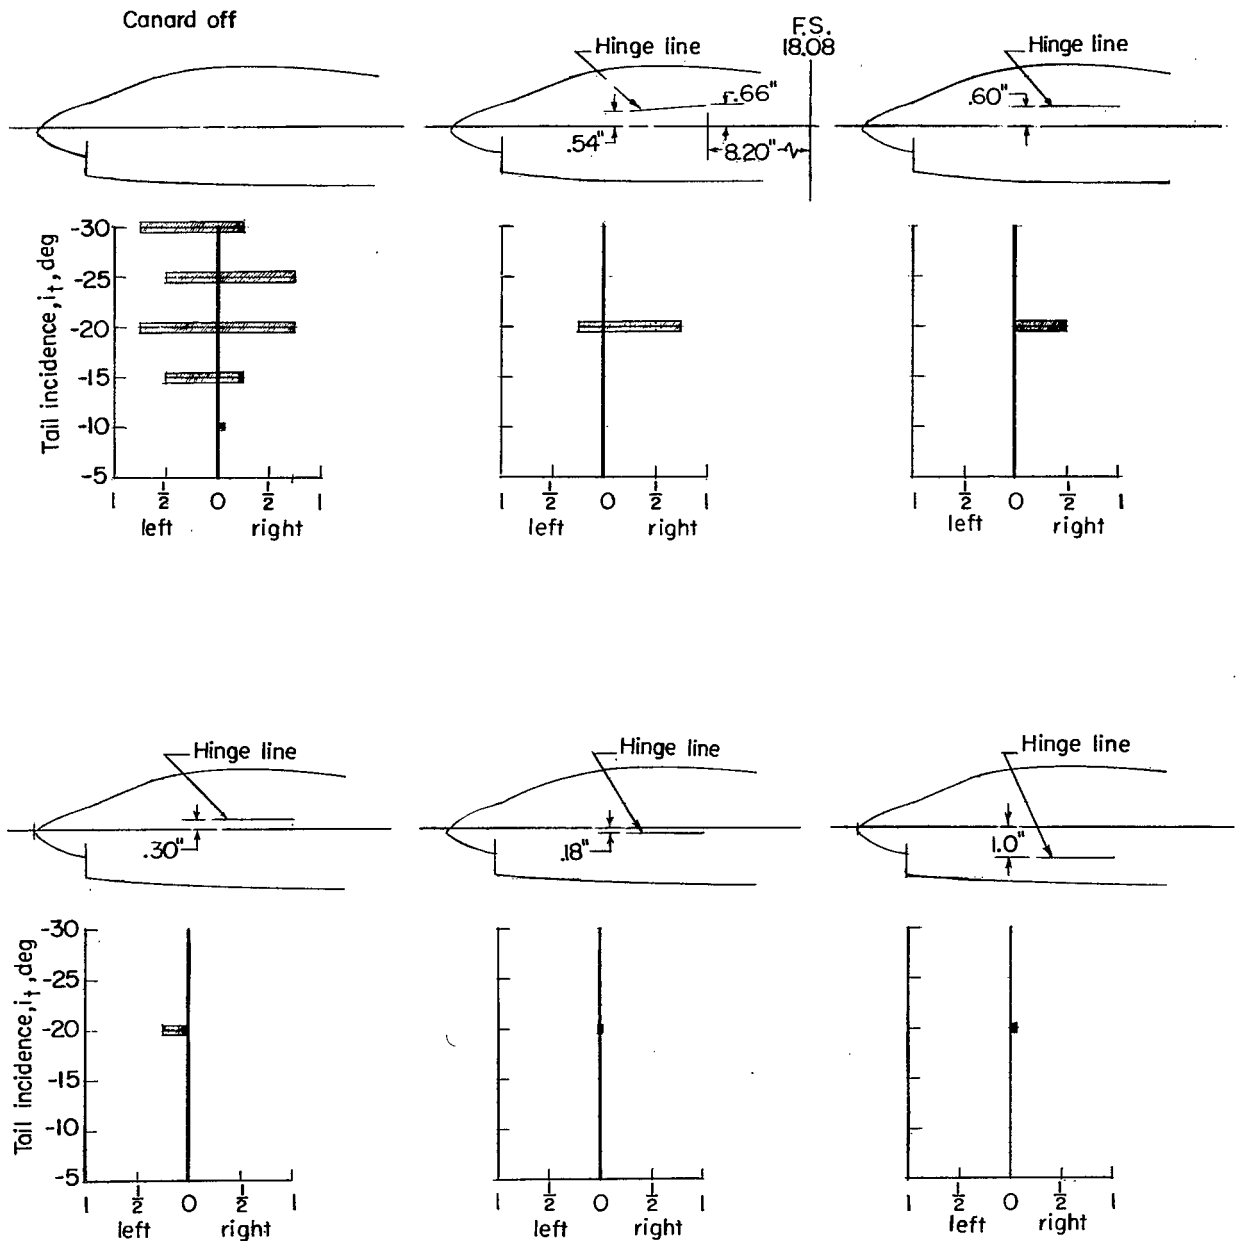 Canard off
F.S.
18.08
Hinge line
.66"
.54"
8.20"
Hinge line
.60"
Tail incidence, iₜ, deg
-30
-25
-20
-15
-10
-5
1 ½ 0 ½ 1
left right
1 ½ 0 ½ 1
left right
1 ½ 0 ½ 1
left right
Hinge line
.30"
Hinge line
.18"
Hinge line
1.0"
Tail incidence, iₜ, deg
-30
-25
-20
-15
-10
-5
1 ½ 0 ½ 1
left right
1 ½ 0 ½ 1
left right
1 ½ 0 ½ 1
left right